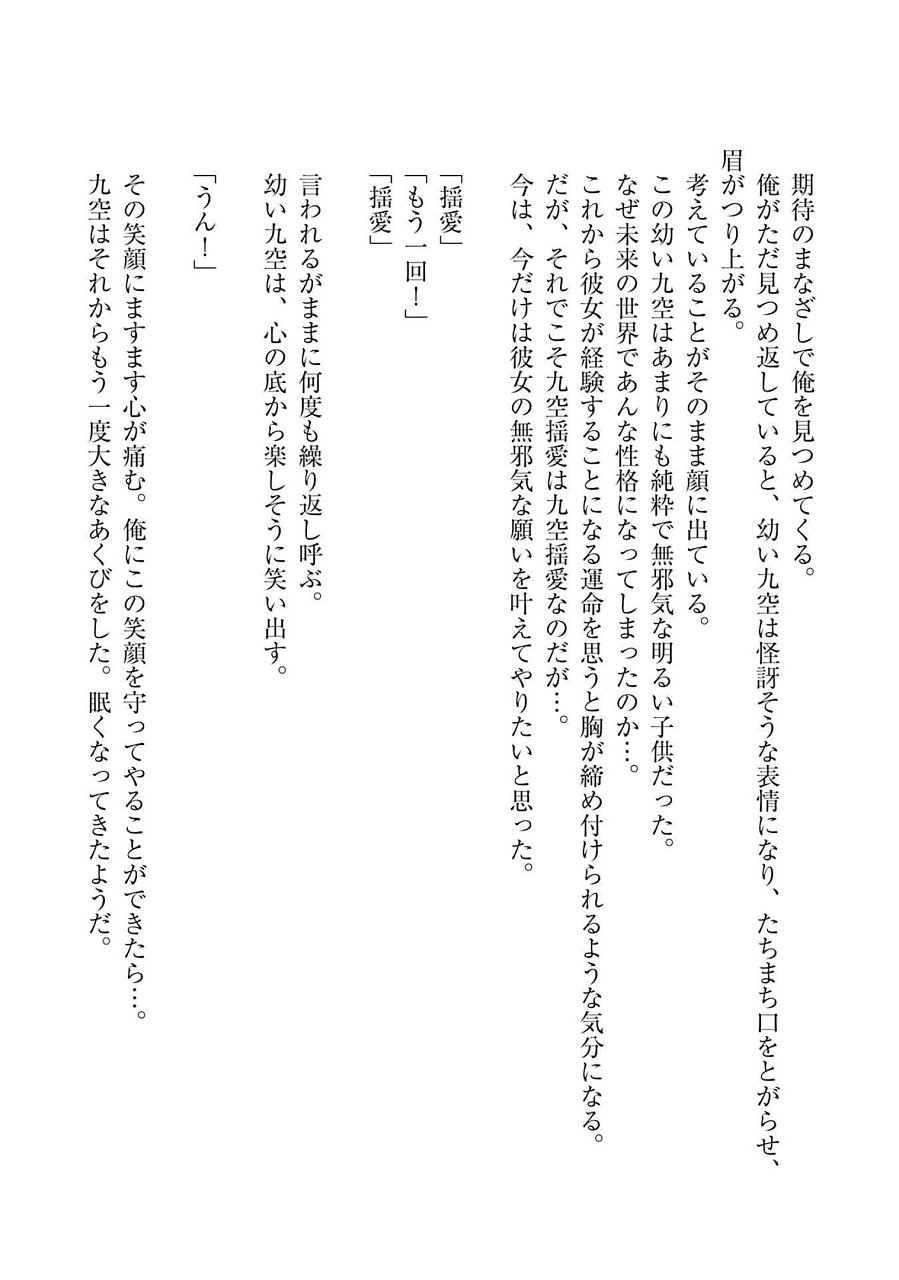 期待のまなざしで俺を見つめてくる。
俺がただ見つめ返していると、幼い九空は怪訝そうな表情になり、たちまち口をとがらせ、
眉がつり上がる。
考えていることがそのまま顔に出ている。
この幼い九空はあまりにも純粋で無邪気な明るい子供だった。
なぜ未来の世界であんな性格になってしまったのか…。
これから彼女が経験することになる運命を思うと胸が締め付けられるような気分になる。
だが、それでこそ九空揺愛は九空揺愛なのだが…。
今は、今だけは彼女の無邪気な願いを叶えてやりたいと思った。
「揺愛」
「もう一回！」
「揺愛」
言われるがままに何度も繰り返し呼ぶ。
幼い九空は、心の底から楽しそうに笑い出す。
「うん！」
その笑顔にますます心が痛む。俺にこの笑顔を守ってやることができたら…。
九空はそれからもう一度大きなあくびをした。眠くなってきたようだ。